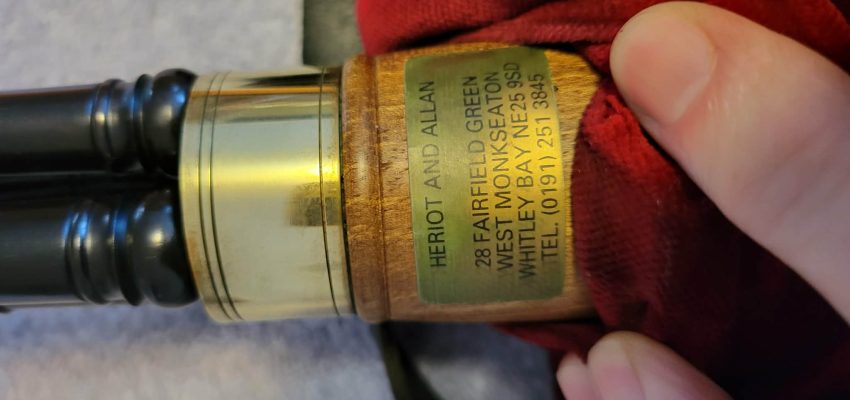 HERIOT AND ALLAN
28 FAIRFIELD GREEN
WEST MONKSEATON
WHITLEY BAY NE25 9SD
TEL. (0191) 251 3845